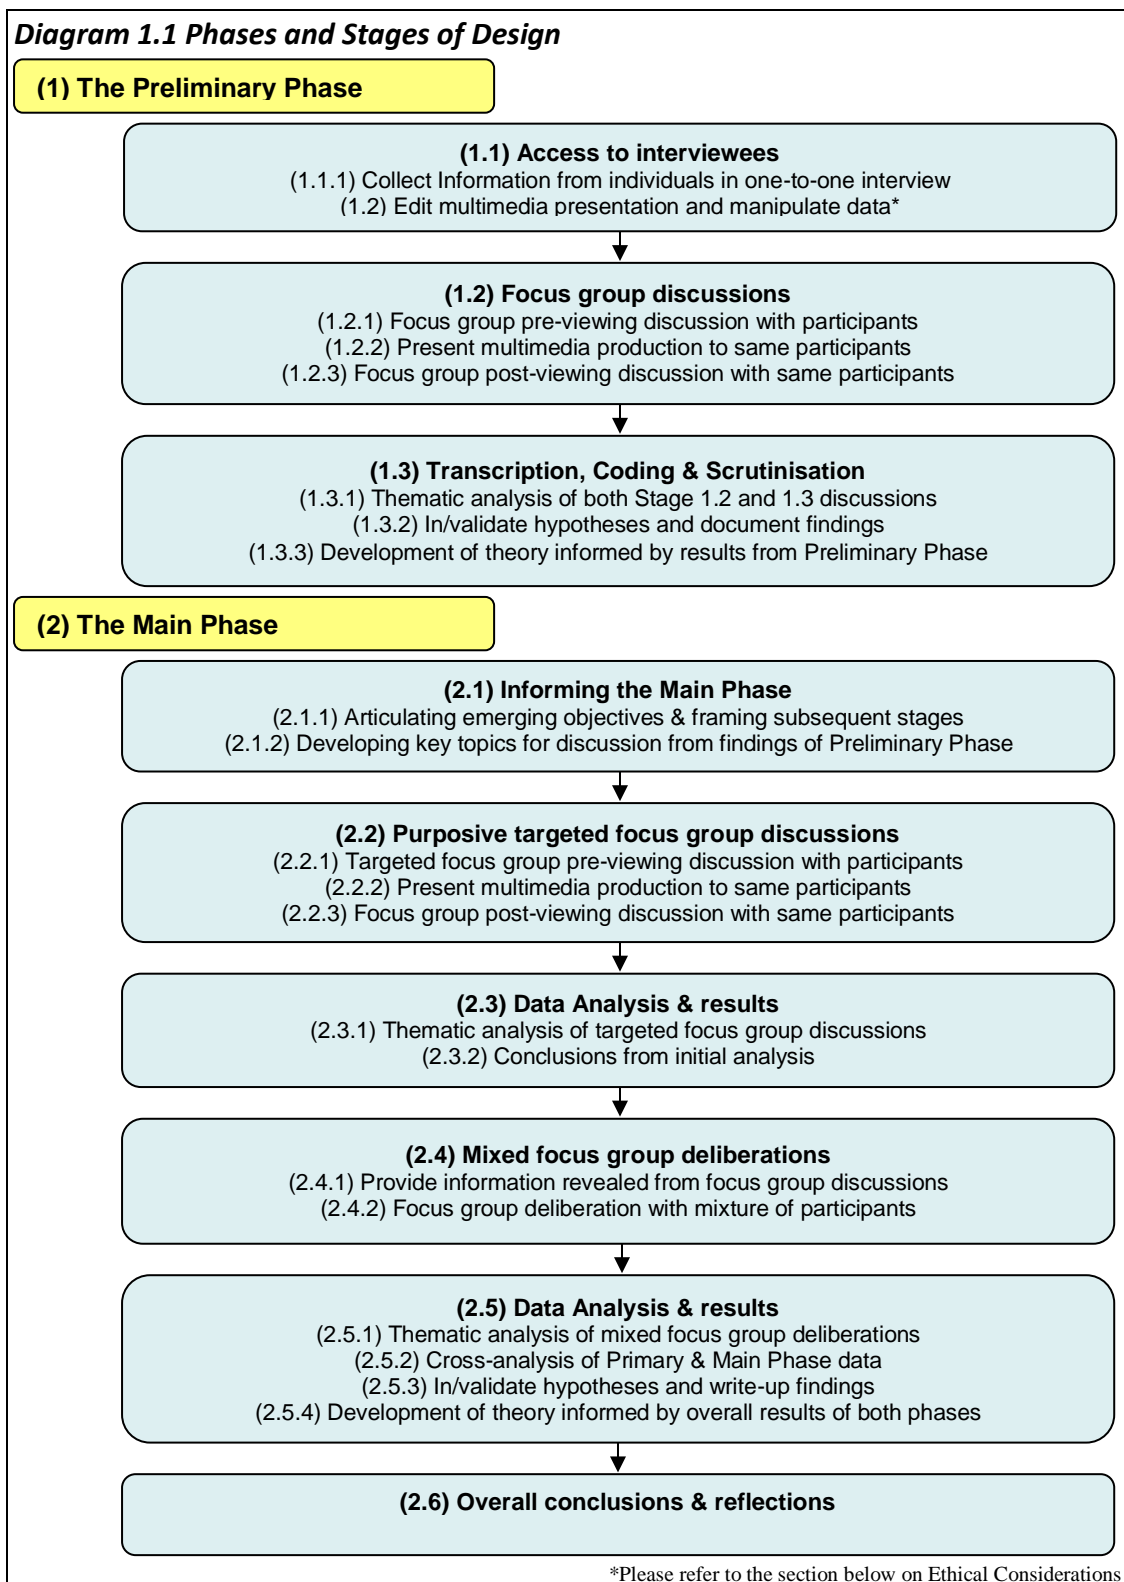 Diagram 1.1 Phases and Stages of Design
(1) The Preliminary Phase
(1.1) Access to interviewees
(1.1.1) Collect Information from individuals in one-to-one interview
(1.2) Edit multimedia presentation and manipulate data*
(1.2) Focus group discussions
(1.2.1) Focus group pre-viewing discussion with participants
(1.2.2) Present multimedia production to same participants
(1.2.3) Focus group post-viewing discussion with same participants
(1.3) Transcription, Coding & Scrutinisation
(1.3.1) Thematic analysis of both Stage 1.2 and 1.3 discussions
(1.3.2) In/validate hypotheses and document findings
(1.3.3) Development of theory informed by results from Preliminary Phase
(2) The Main Phase
(2.1) Informing the Main Phase
(2.1.1) Articulating emerging objectives & framing subsequent stages
(2.1.2) Developing key topics for discussion from findings of Preliminary Phase
(2.2) Purposive targeted focus group discussions
(2.2.1) Targeted focus group pre-viewing discussion with participants
(2.2.2) Present multimedia production to same participants
(2.2.3) Focus group post-viewing discussion with same participants
(2.3) Data Analysis & results
(2.3.1) Thematic analysis of targeted focus group discussions
(2.3.2) Conclusions from initial analysis
(2.4) Mixed focus group deliberations
(2.4.1) Provide information revealed from focus group discussions
(2.4.2) Focus group deliberation with mixture of participants
(2.5) Data Analysis & results
(2.5.1) Thematic analysis of mixed focus group deliberations
(2.5.2) Cross-analysis of Primary & Main Phase data
(2.5.3) In/validate hypotheses and write-up findings
(2.5.4) Development of theory informed by overall results of both phases
(2.6) Overall conclusions & reflections
*Please refer to the section below on Ethical Considerations